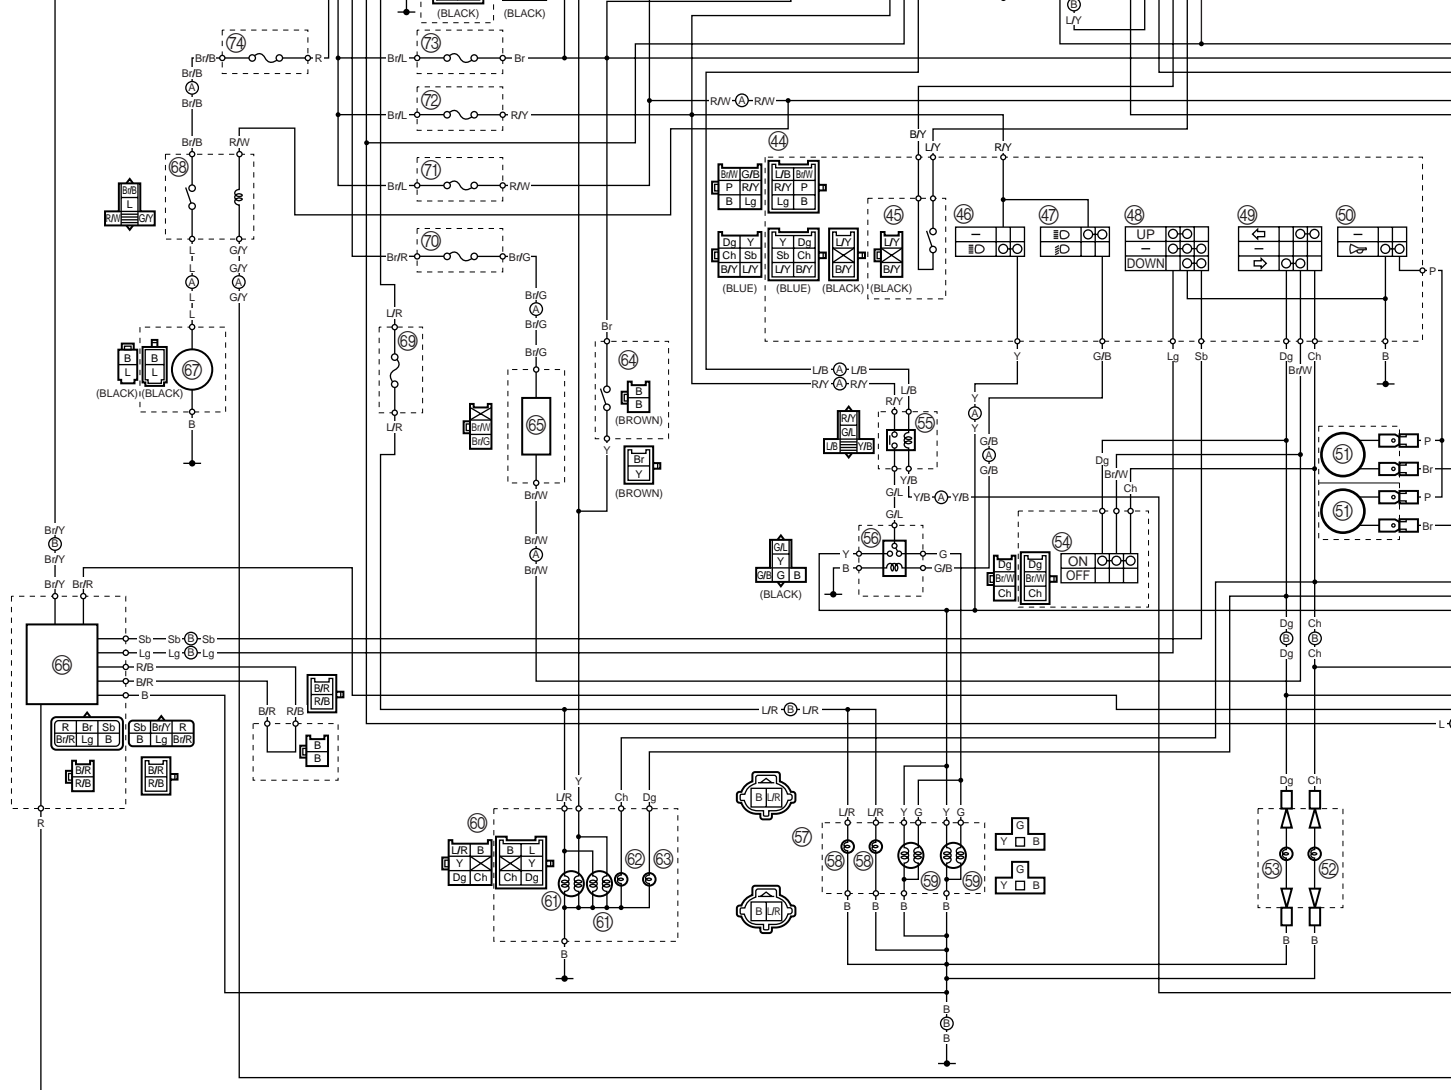 (BLACK) (BLACK)
B
L/Y
74
Br/B R
Br/B
A
Br/B
73
Br/L Br
72
Br/L R/Y
R/W A R/W
71
Br/L R/W
70
Br/R Br/G
Br/B R/W
68
Br/B
L
R/W G/Y
L G/Y
L G/Y
A A
L G/Y
L
B B
L L
67
(BLACK) (BLACK)
B
L/R
69
L/R
Br/G
A
Br/G
Br/G
Br/W
Br/G
65
Br/W
Br/W
A
Br/W
Br
64
B
B
(BROWN)
Y
Br
Y
(BROWN)
44
B/Y L/Y R/Y
Br/W G/B L/B Br/W
P R/Y R/Y P
B Lg Lg B
Dg Y Y Dg L/Y
Ch Sb Sb Ch
B/Y L/Y L/Y B/Y B/Y
(BLUE) (BLUE) (BLACK)
45
L/Y
B/Y
(BLACK)
46 47 48 49 50
UP
DOWN
P
Y G/B Lg Sb Dg Br/W Ch B
L/B A L/B
R/Y A R/Y
L/B
R/Y
R/Y
G/L
L/B Y/B
55
Y/B
G/L Y/B A Y/B
G/L
Y
A
Y
G/B
A
G/B
Dg
Br/W
Ch
51 P
Br
51 P
Br
56
G/L
Y
G/B G B
(BLACK)
Y G
B G/B
54
Dg Dg
Br/W Br/W
Ch Ch
ON
OFF
Br/Y
B
Br/Y
Br/Y Br/R
66
Sb Sb B Sb
Lg Lg B Lg
R/B
B/R
B
R Br Sb Sb Br/Y R
Br/R Lg B B Lg Br/R
B/R B/R
R/B R/B
R
B/R R/B
B/R
R/B
B
B
Dg Ch
B B
Dg Ch
L/R B L/R
L
Y
L/R Ch Dg
60
L/R B B L
Y Y
Dg Ch Ch Dg
61 61 62 63
B
B L/R
B L/R
57
L/R L/R Y G Y G
58 58 59 59
B B B B
G
Y B
G
Y B
Dg Ch
53 52
B B
B
B
B